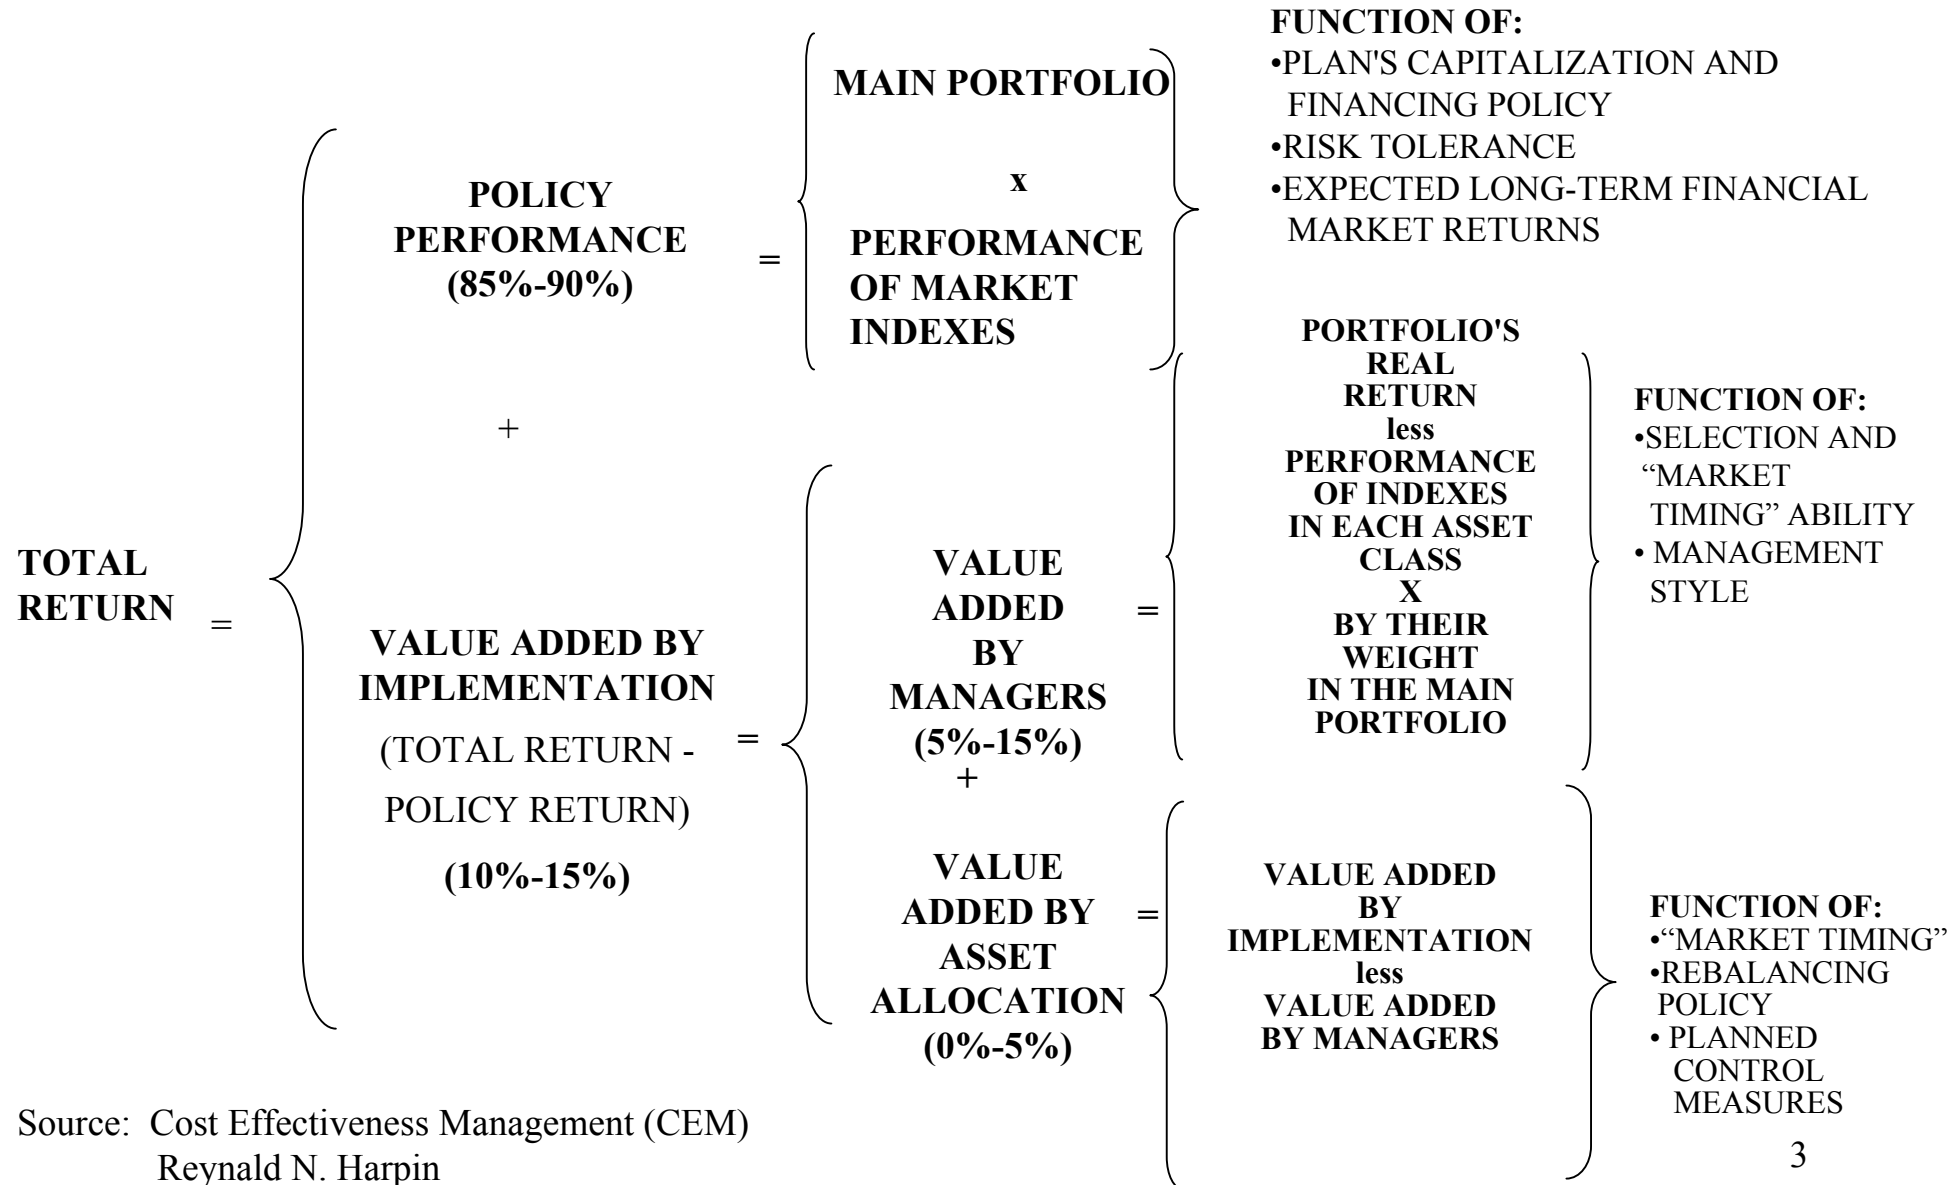 TOTAL
RETURN
=
POLICY
PERFORMANCE
(85%-90%)
+
VALUE ADDED BY
IMPLEMENTATION
(TOTAL RETURN -
POLICY RETURN)
(10%-15%)
=
MAIN PORTFOLIO
x
PERFORMANCE
OF MARKET
INDEXES
FUNCTION OF:
•PLAN'S CAPITALIZATION AND
FINANCING POLICY
•RISK TOLERANCE
•EXPECTED LONG-TERM FINANCIAL
MARKET RETURNS
=
VALUE
ADDED
BY
MANAGERS
(5%-15%)
+
VALUE
ADDED BY
ASSET
ALLOCATION
(0%-5%)
=
PORTFOLIO'S
REAL
RETURN
less
PERFORMANCE
OF INDEXES
IN EACH ASSET
CLASS
X
BY THEIR
WEIGHT
IN THE MAIN
PORTFOLIO
FUNCTION OF:
•SELECTION AND
“MARKET
TIMING” ABILITY
• MANAGEMENT
STYLE
=
VALUE ADDED
BY
IMPLEMENTATION
less
VALUE ADDED
BY MANAGERS
FUNCTION OF:
•“MARKET TIMING”
•REBALANCING
POLICY
• PLANNED
CONTROL
MEASURES
Source: Cost Effectiveness Management (CEM)
Reynald N. Harpin
3